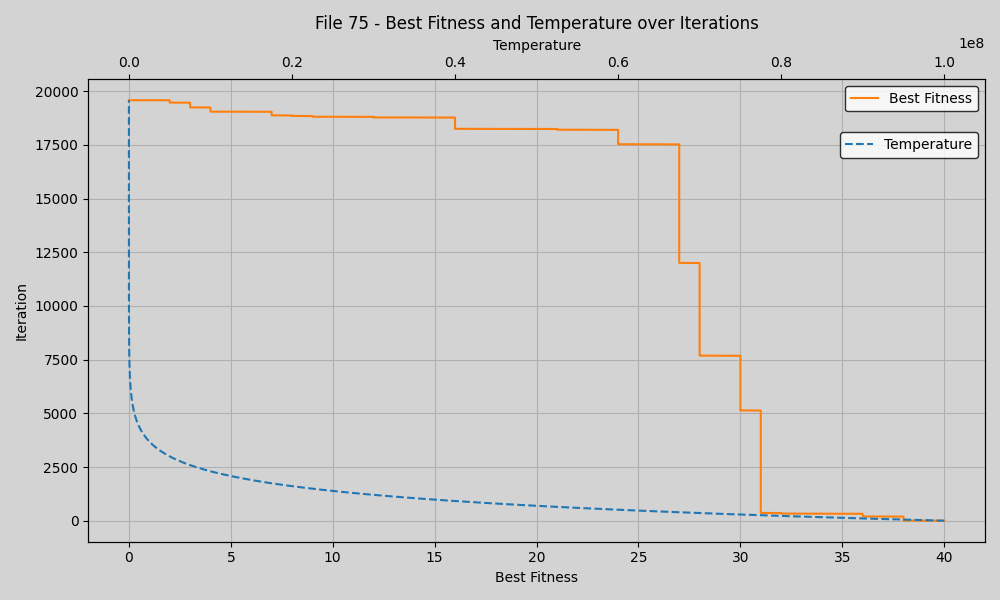 File 75 - Best Fitness and Temperature over Iterations
Temperature
1e8
0.0 0.2 0.4 0.6 0.8 1.0
Best Fitness
Temperature
20000
17500
15000
12500
10000
7500
5000
2500
0
Iteration
0 5 10 15 20 25 30 35 40
Best Fitness